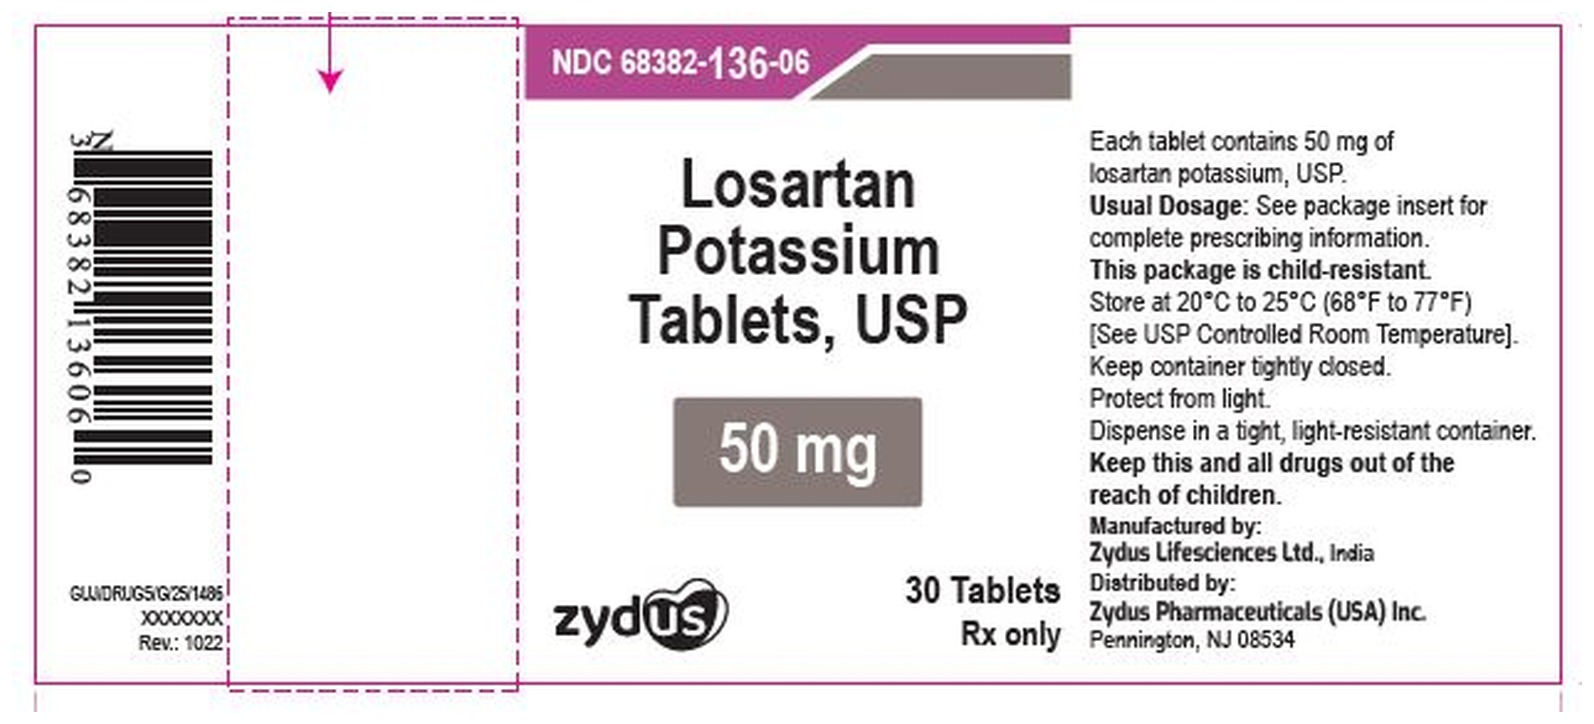 N
3
68382 13606
0
GUJ/DRUGS/G/25/1486
XXXXXXX
Rev.: 1022
NDC 68382-136-06
Losartan
Potassium
Tablets, USP
50 mg
zydus
30 Tablets
Rx only
Each tablet contains 50 mg of
losartan potassium, USP.
Usual Dosage: See package insert for
complete prescribing information.
This package is child-resistant.
Store at 20°C to 25°C (68°F to 77°F)
[See USP Controlled Room Temperature].
Keep container tightly closed.
Protect from light.
Dispense in a tight, light-resistant container.
Keep this and all drugs out of the
reach of children.
Manufactured by:
Zydus Lifesciences Ltd., India
Distributed by:
Zydus Pharmaceuticals (USA) Inc.
Pennington, NJ 08534